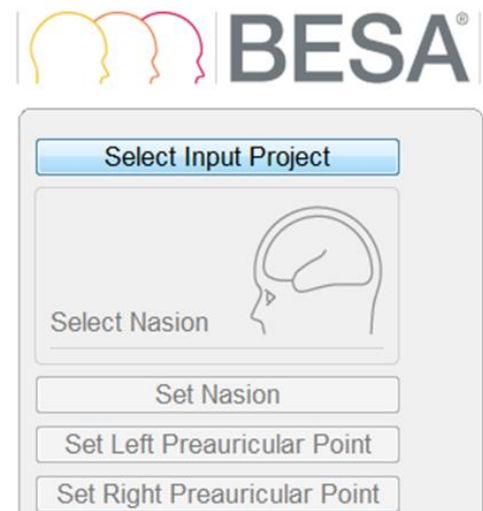 BESA®
Select Input Project
Select Nasion
Set Nasion
Set Left Preauricular Point
Set Right Preauricular Point